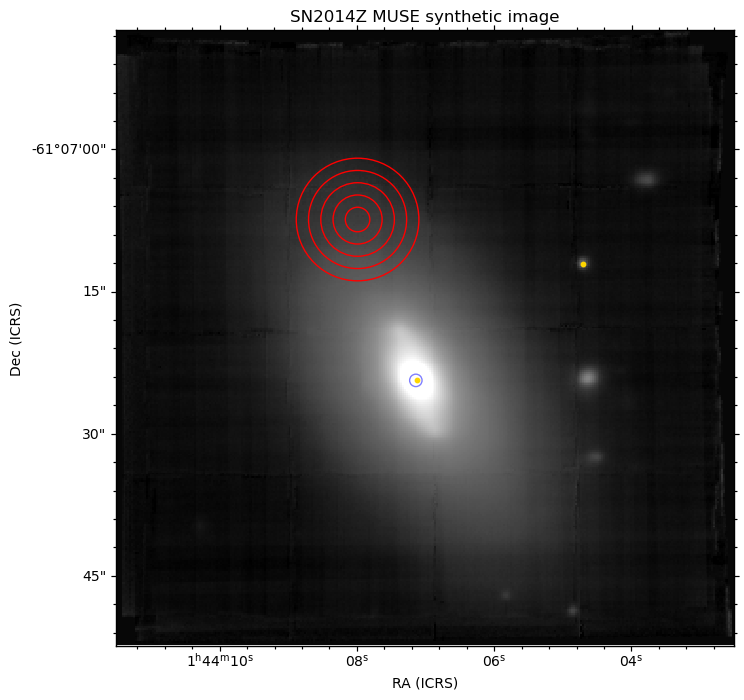 SN2014Z MUSE synthetic image
-61°07'00"
15"
30"
45"
Dec (ICRS)
1ʰ44ᵐ10ˢ
08ˢ
06ˢ
04ˢ
RA (ICRS)